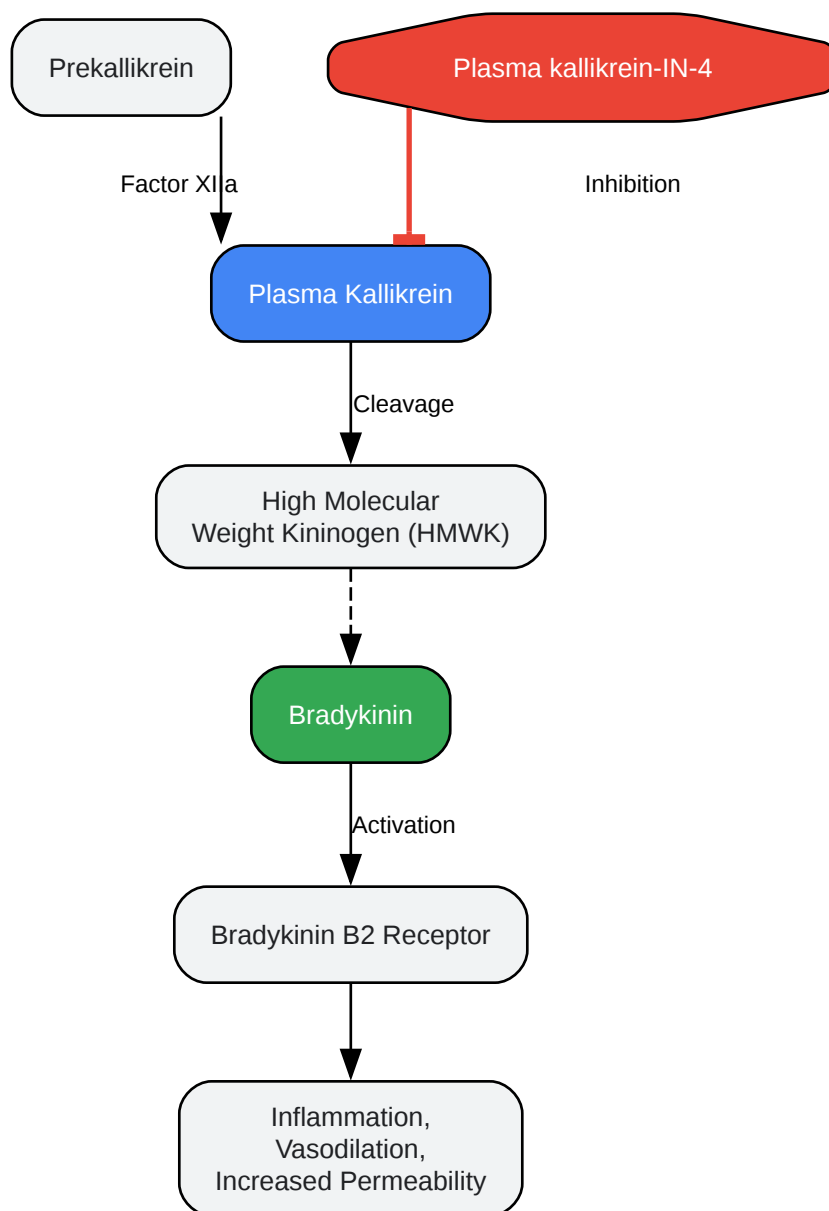 Prekallikrein
Plasma kallikrein-IN-4
Factor XIIa
Inhibition
Plasma Kallikrein
Cleavage
High Molecular
Weight Kininogen (HMWK)
Bradykinin
Activation
Bradykinin B2 Receptor
Inflammation,
Vasodilation,
Increased Permeability